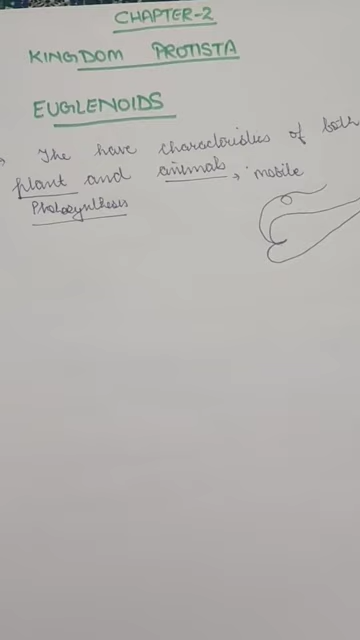 CHAPTER-2
KINGDOM PROTISTA
EUGLENOIDS
The have characteristics of both
plant and animals → mobile
Photosynthesis